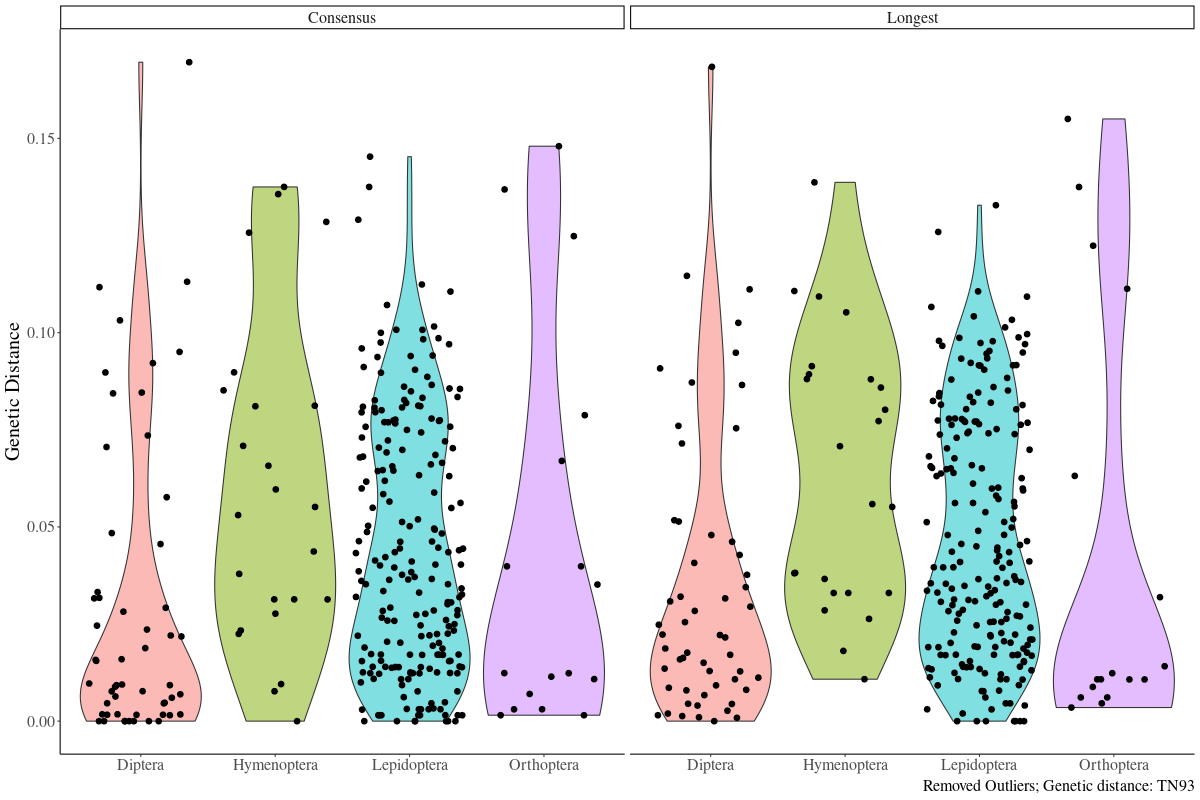 Consensus
Longest
Genetic Distance
0.15
0.10
0.05
0.00
Diptera
Hymenoptera
Lepidoptera
Orthoptera
Diptera
Hymenoptera
Lepidoptera
Orthoptera
Removed Outliers; Genetic distance: TN93